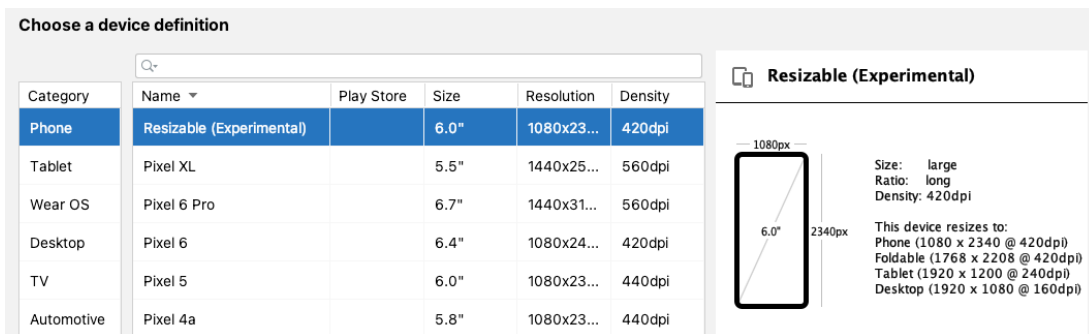 Choose a device definition
Category
Phone
Tablet
Wear OS
Desktop
TV
Automotive
Name Play Store Size Resolution Density
Resizable (Experimental) 6.0" 1080x23... 420dpi
Pixel XL 5.5" 1440x25... 560dpi
Pixel 6 Pro 6.7" 1440x31... 560dpi
Pixel 6 6.4" 1080x24... 420dpi
Pixel 5 6.0" 1080x23... 440dpi
Pixel 4a 5.8" 1080x23... 440dpi
Resizable (Experimental)
1080px
6.0"
2340px
Size: large
Ratio: long
Density: 420dpi
This device resizes to:
Phone (1080 x 2340 @ 420dpi)
Foldable (1768 x 2208 @ 420dpi)
Tablet (1920 x 1200 @ 240dpi)
Desktop (1920 x 1080 @ 160dpi)